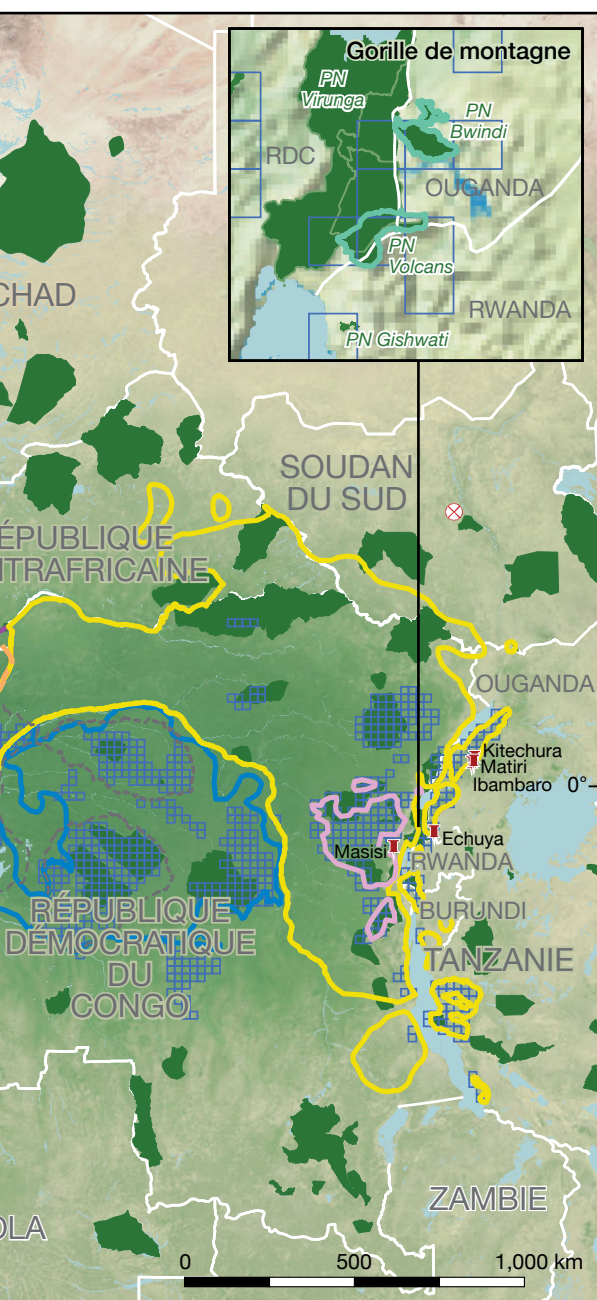 Gorille de montagne
PN
Virunga
PN
Bwindi
RDC
OUGANDA
PN
Volcans
RWANDA
PN Gishwati
CHAD
SOUDAN
DU SUD
ÉPUBLIQUE
NTRAFRICAINE
OUGANDA
Kitechura
Matiri
Ibambaro
0°
Echuya
Masisi
RWANDA
BURUNDI
RÉPUBLIQUE
DÉMOCRATIQUE
DU
CONGO
TANZANIE
ZAMBIE
OLA
0 500 1,000 km